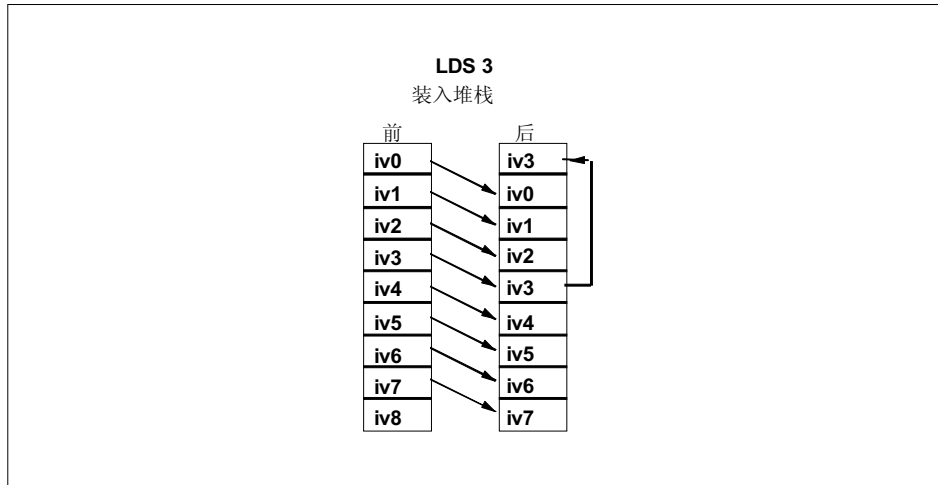 LDS 3
装入堆栈
前 后
iv0 iv3
iv1 iv0
iv2 iv1
iv3 iv2
iv4 iv3
iv5 iv4
iv6 iv5
iv7 iv6
iv8 iv7